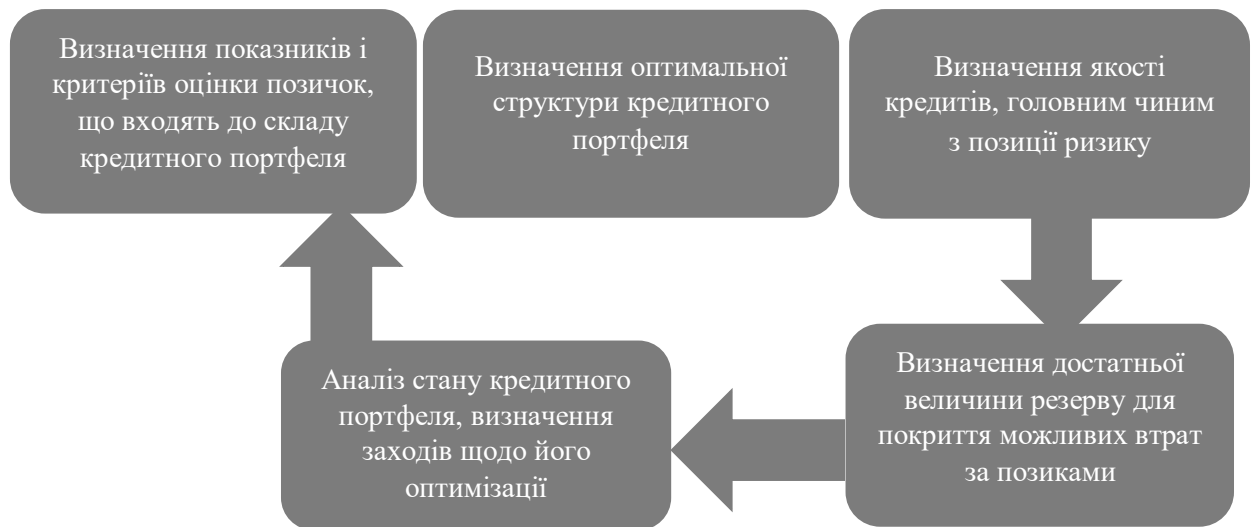 Визначення показників і
критеріїв оцінки позичок,
що входять до складу
кредитного портфеля
Визначення оптимальної
структури кредитного
портфеля
Визначення якості
кредитів, головним чиним
з позиції ризику
Визначення достатньої
величини резерву для
покриття можливих втрат
за позиками
Аналіз стану кредитного
портфеля, визначення
заходів щодо його
оптимізації